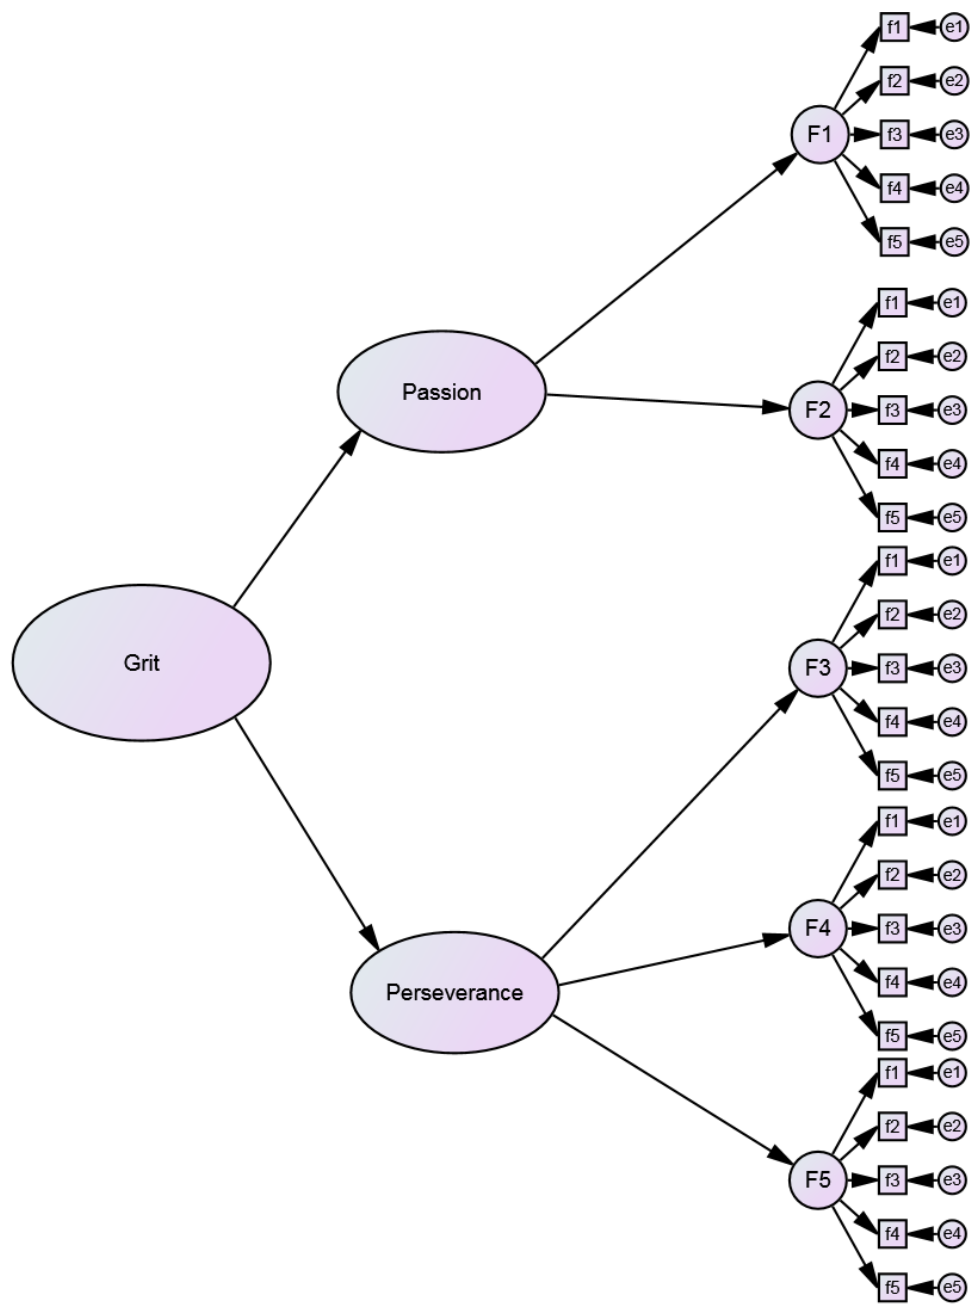 f1 e1
f2 e2
F1 f3 e3
f4 e4
f5 e5
f1 e1
f2 e2
Passion
F2 f3 e3
f4 e4
f5 e5
f1 e1
f2 e2
Grit
F3 f3 e3
f4 e4
f5 e5
f1 e1
f2 e2
F4 f3 e3
f4 e4
Perseverance
f5 e5
f1 e1
f2 e2
F5 f3 e3
f4 e4
f5 e5